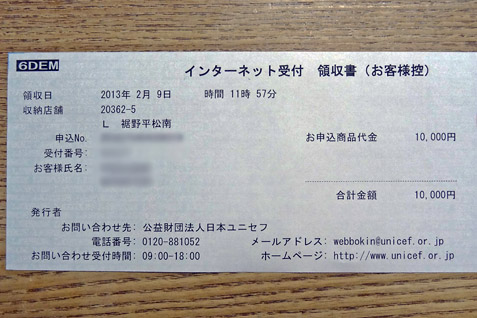 6DEM
インターネット受付 領収書(お客様控)
領収日 2013年 2月 9日 時間 11時 57分
収納店舗 20362-5
L 裾野平松南
申込No.
お申込商品代金 10,000円
受付番号:
お客様氏名:
合計金額 10,000円
発行者
お問い合わせ先: 公益財団法人日本ユニセフ
電話番号: 0120-881052 メールアドレス: webbokin@unicef.or.jp
お問い合わせ受付時間: 09:00-18:00 ホームページ: http://www.unicef.or.jp